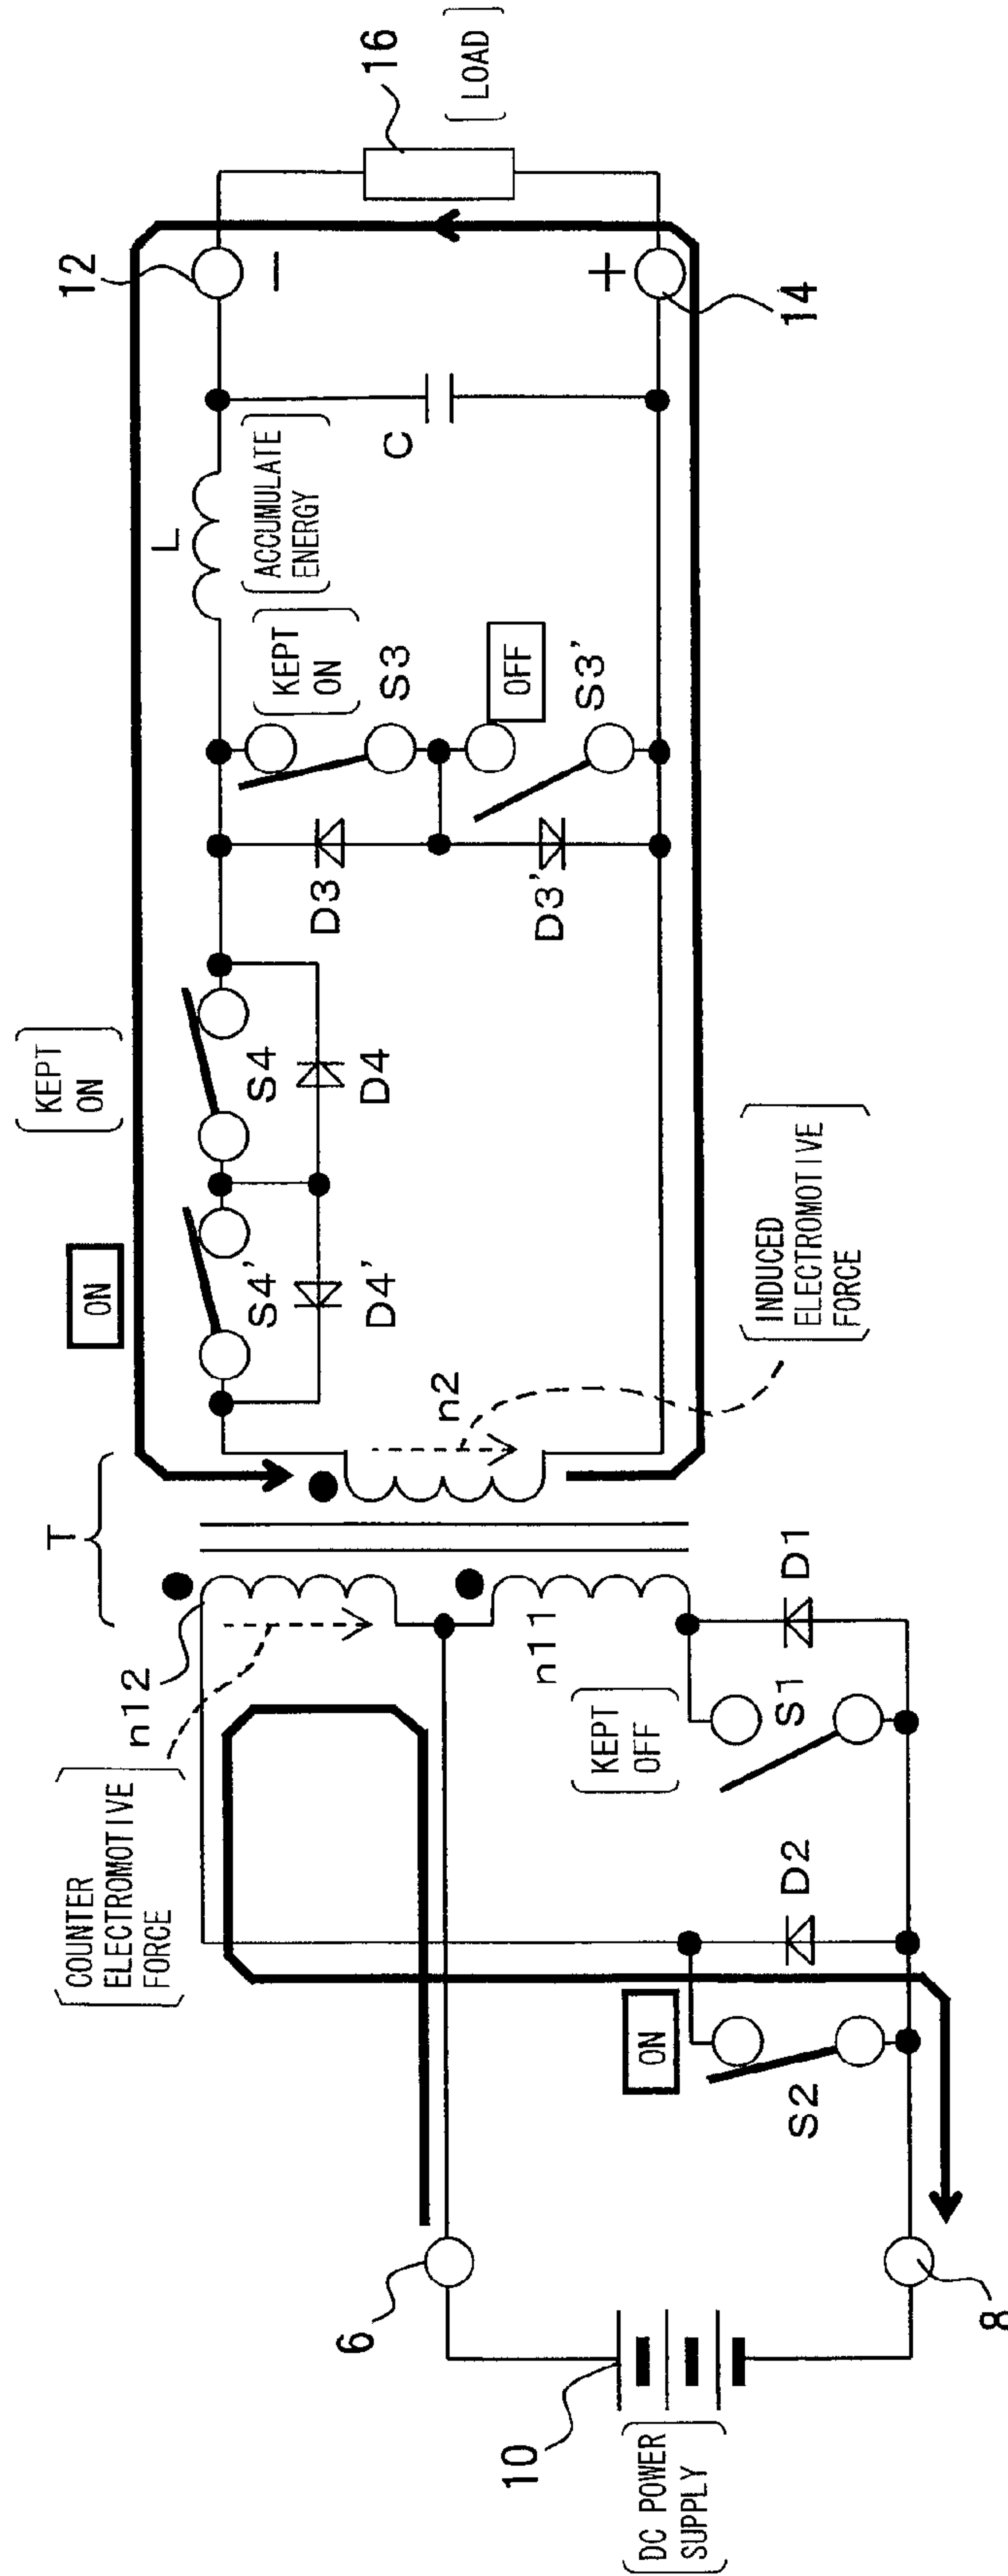 COUNTER
ELECTROMOTIVE
FORCE
n12
T
ON
KEPT
ON
12
−
16
LOAD
L
ACCUMULATE
ENERGY
S4'
S4
D4'
D4
KEPT
ON
S3
D3
OFF
S3'
D3'
C
+
14
n2
INDUCED
ELECTROMOTIVE
FORCE
n11
KEPT
OFF
S1
D1
D2
ON
S2
6
10
DC POWER
SUPPLY
8